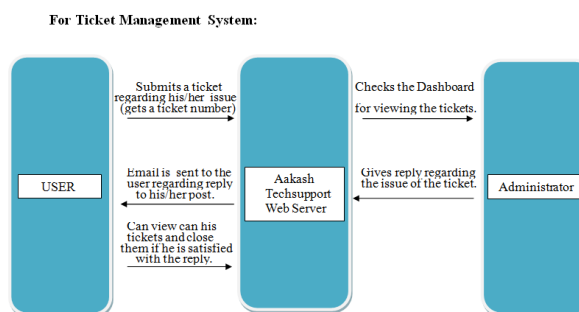 For Ticket Management System:
Submits a ticket
regarding his/her issue
(gets a ticket number)
Checks the Dashboard
for viewing the tickets.
USER
Email is sent to the
user regarding reply
to his/her post.
Aakash
Techsupport
Web Server
Gives reply regarding
the issue of the ticket.
Administrator
Can view can his
tickets and close
them if he is satisfied
with the reply.